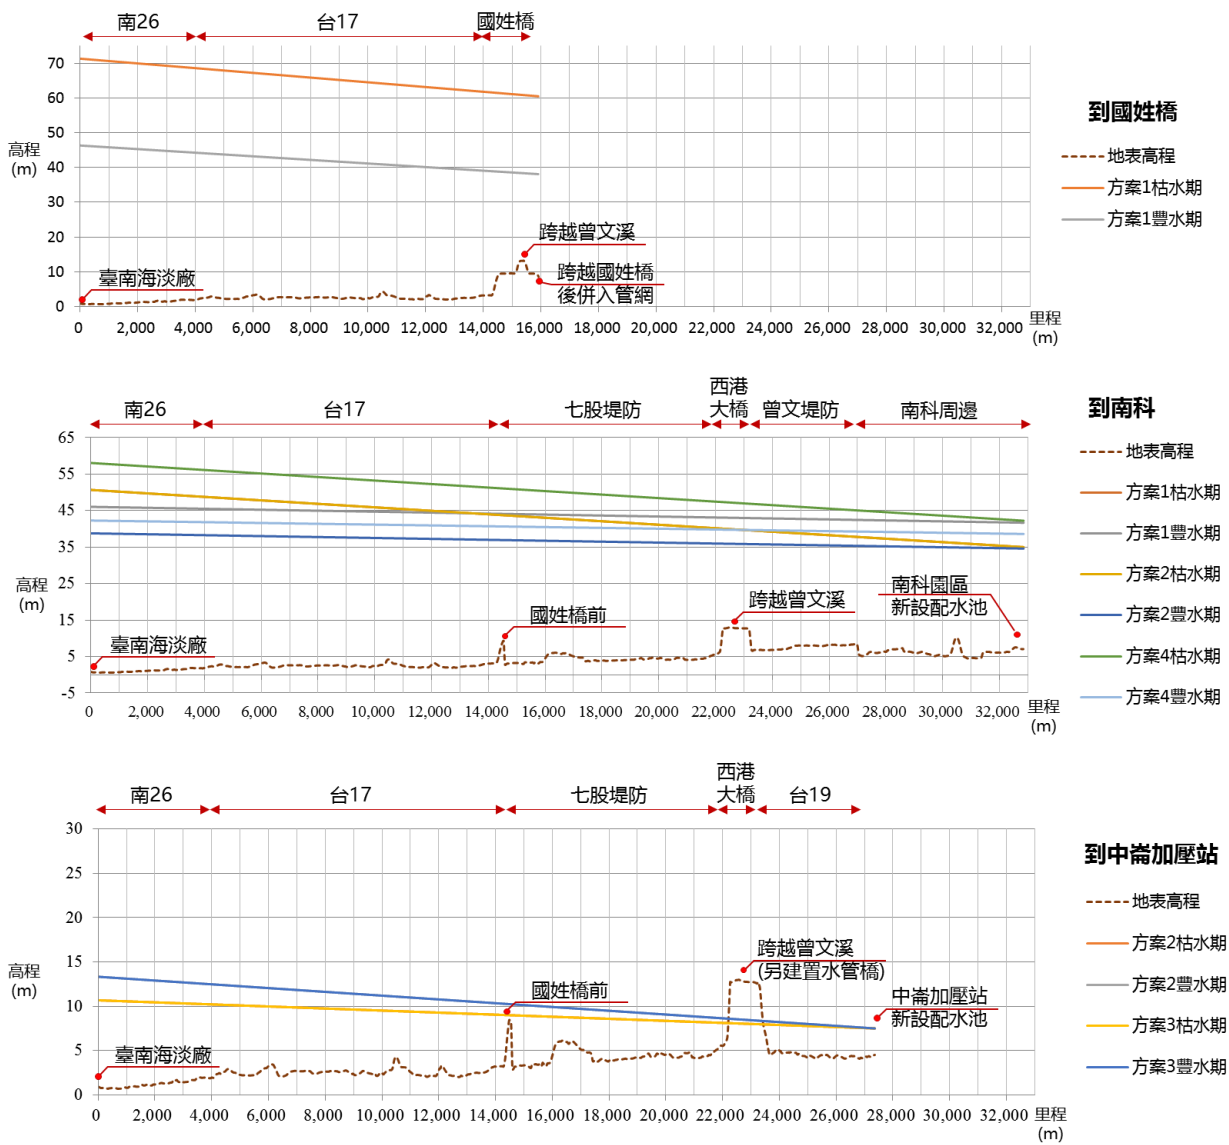 南26
台17
國姓橋
70
60
50
40
30
20
10
0
高程
(m)
臺南海淡廠
跨越曾文溪
跨越國姓橋
後併入管網
0
2,000
4,000
6,000
8,000
10,000
12,000
14,000
16,000
18,000
20,000
22,000
24,000
26,000
28,000
30,000
32,000
里程
(m)
到國姓橋
地表高程
方案1枯水期
方案1豐水期
南26
台17
七股堤防
西港
大橋
曾文堤防
南科周邊
65
55
45
35
25
15
5
-5
高程
(m)
臺南海淡廠
國姓橋前
跨越曾文溪
南科園區
新設配水池
0
2,000
4,000
6,000
8,000
10,000
12,000
14,000
16,000
18,000
20,000
22,000
24,000
26,000
28,000
30,000
32,000
里程
(m)
到南科
地表高程
方案1枯水期
方案1豐水期
方案2枯水期
方案2豐水期
方案4枯水期
方案4豐水期
南26
台17
七股堤防
西港
大橋
台19
30
25
20
15
10
5
0
高程
(m)
臺南海淡廠
國姓橋前
跨越曾文溪
(另建置水管橋)
中崙加壓站
新設配水池
0
2,000
4,000
6,000
8,000
10,000
12,000
14,000
16,000
18,000
20,000
22,000
24,000
26,000
28,000
30,000
32,000
里程
(m)
到中崙加壓站
地表高程
方案2枯水期
方案2豐水期
方案3枯水期
方案3豐水期